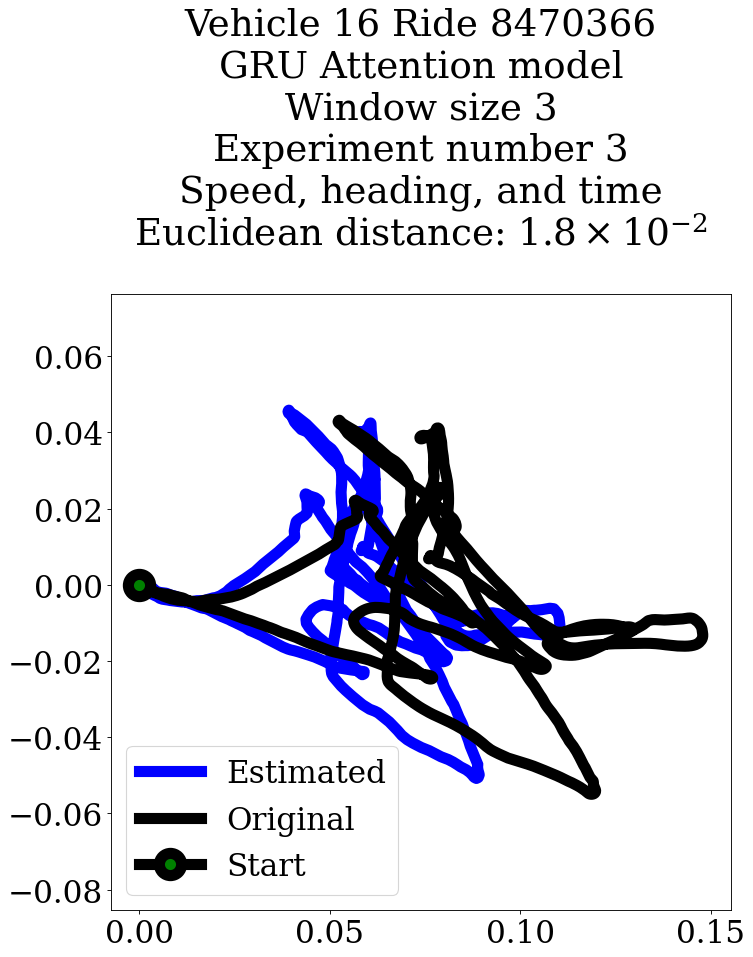 Vehicle 16 Ride 8470366
GRU Attention model
Window size 3
Experiment number 3
Speed, heading, and time
Euclidean distance: 1.8 × 10⁻²
0.06
0.04
0.02
0.00
−0.02
−0.04
−0.06
−0.08
Estimated
Original
Start
0.00 0.05 0.10 0.15